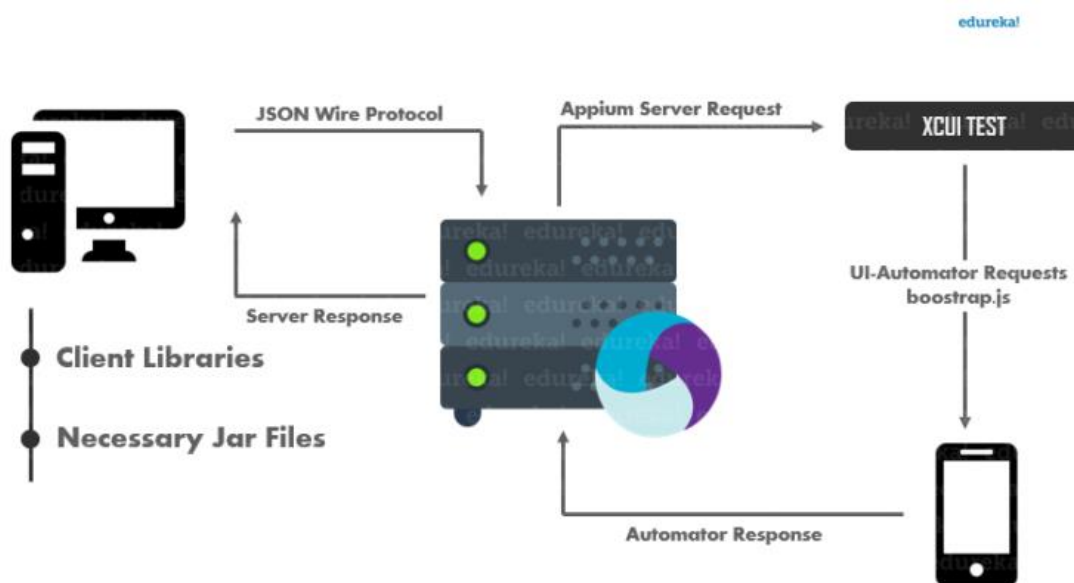 edureka!
JSON Wire Protocol
Appium Server Request
XCUI TEST
UI-Automator Requests
boostrap.js
Server Response
Client Libraries
Necessary Jar Files
Automator Response